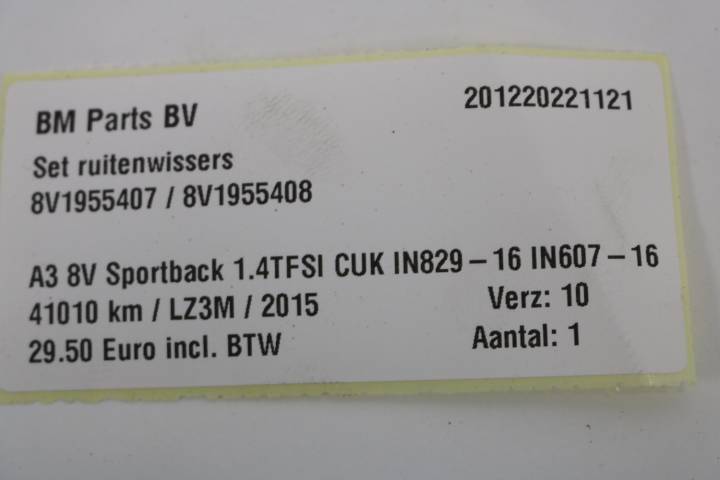 BM Parts BV 201220221121
Set ruitenwissers
8V1955407 / 8V1955408
A3 8V Sportback 1.4TFSI CUK IN829 – 16 IN607 – 16
41010 km / LZ3M / 2015 Verz: 10
29.50 Euro incl. BTW Aantal: 1